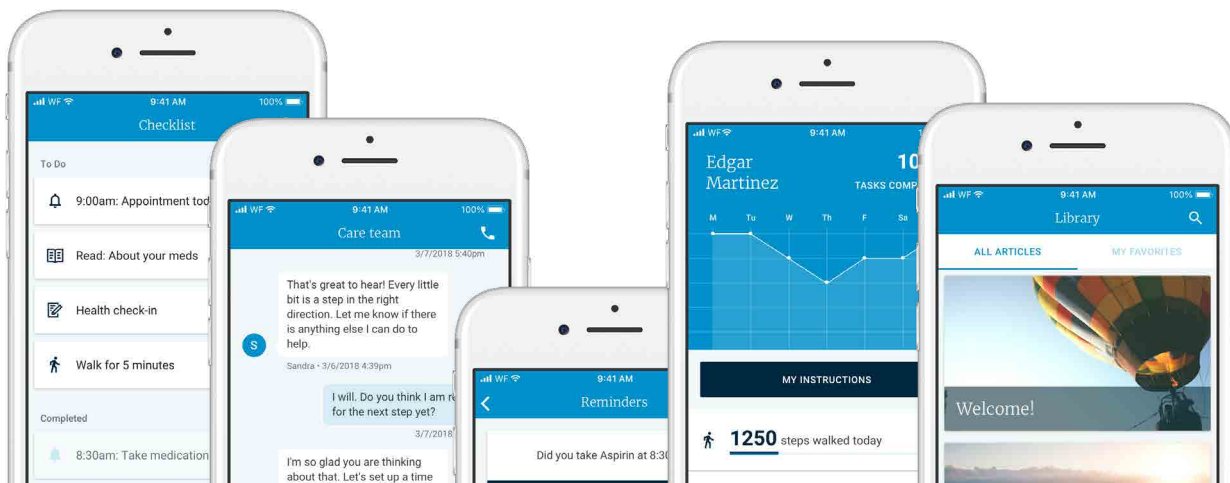 WF 9:41 AM 100%
Checklist
To Do
9:00am: Appointment
Read: About your meds
Health check-in
Walk for 5 minutes
Completed
8:30am: Take medication
WF 9:41 AM 100%
Care team
3/7/2018 5:40pm
That's great to hear! Every little
bit is a step in the right
direction. Let me know if there
is anything else I can do to
help.
S
Sandra • 3/6/2018 4:39pm
I will. Do you think I am
for the next step yet?
3/7/2018
I'm so glad you are thinking
about that. Let's set up a time
WF 9:41 AM
Reminders
Did you take Aspirin at
WF 9:41 AM
Edgar
Martinez
10
TASKS
M Tu W Th F Sa
MY INSTRUCTIONS
1250 steps walked today
WF 9:41 AM 100%
Library
ALL ARTICLES MY FAVORITES
Welcome!